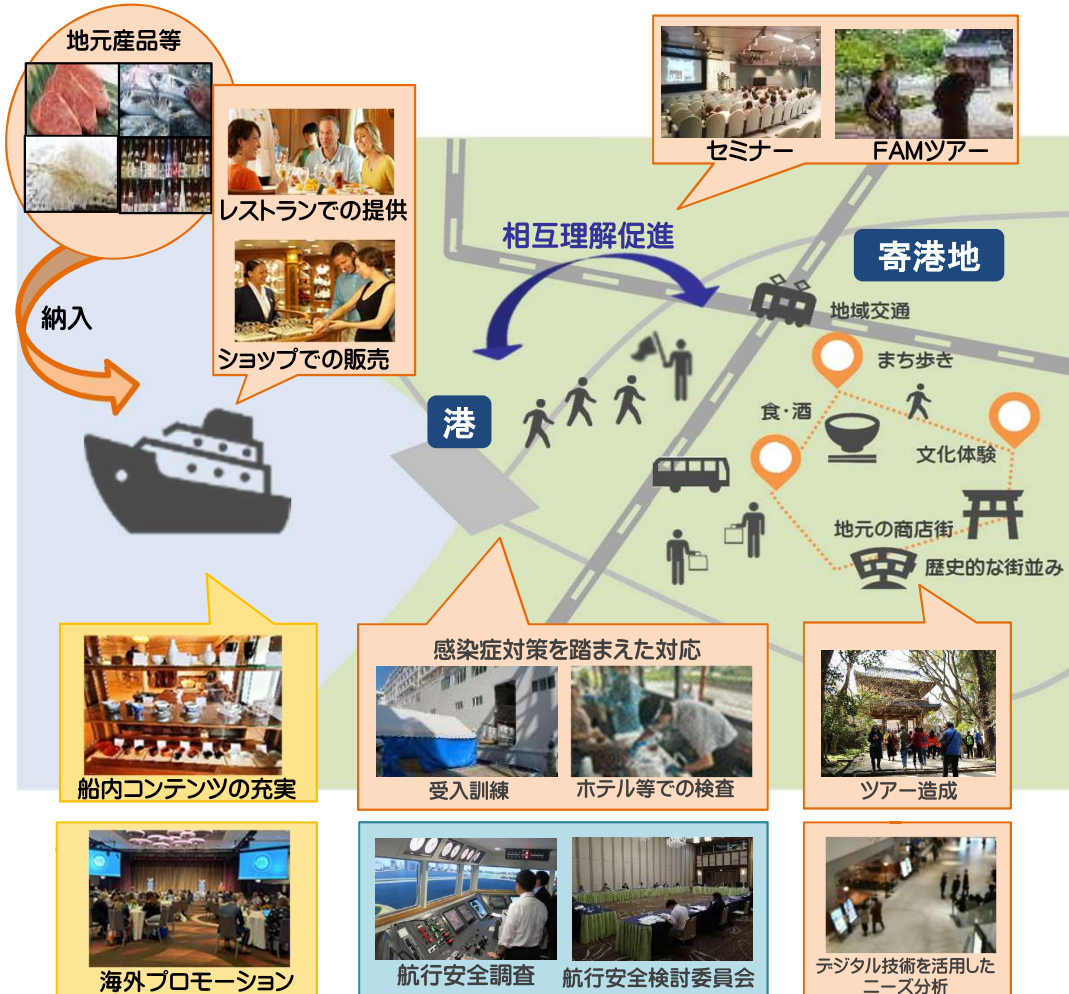 地元産品等
納入
レストランでの提供
ショップでの販売
セミナー
FAMツアー
相互理解促進
寄港地
港
地域交通
まち歩き
食・酒
文化体験
地元の商店街
歴史的な街並み
船内コンテンツの充実
海外プロモーション
感染症対策を踏まえた対応
受入訓練
ホテル等での検査
航行安全調査
航行安全検討委員会
ツアー造成
デジタル技術を活用した
ニーズ分析